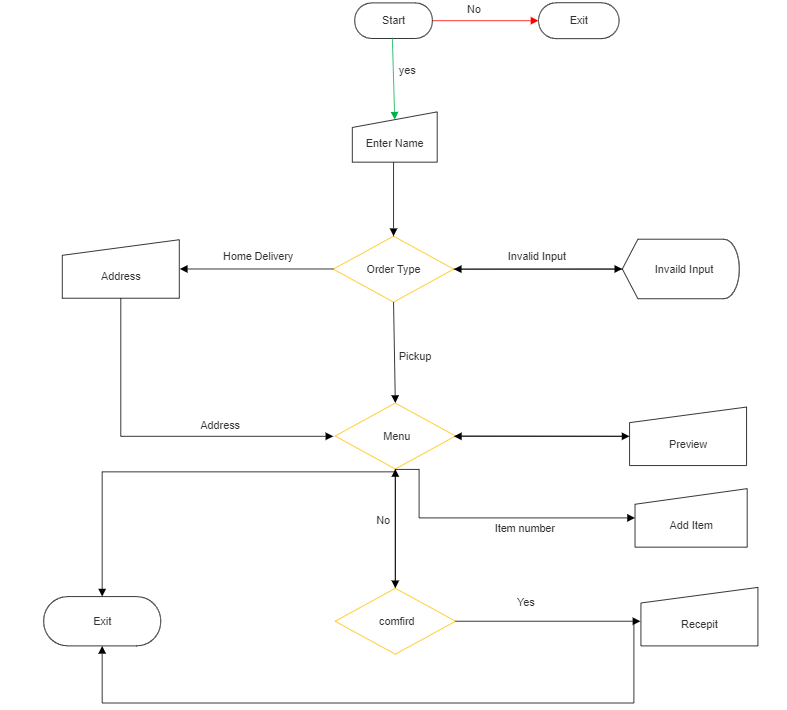 Start
No
Exit
yes
Enter Name
Home Delivery
Invalid Input
Address
Order Type
Invaild Input
Pickup
Address
Menu
Preview
No
Item number
Add Item
Yes
Exit
comfird
Recepit